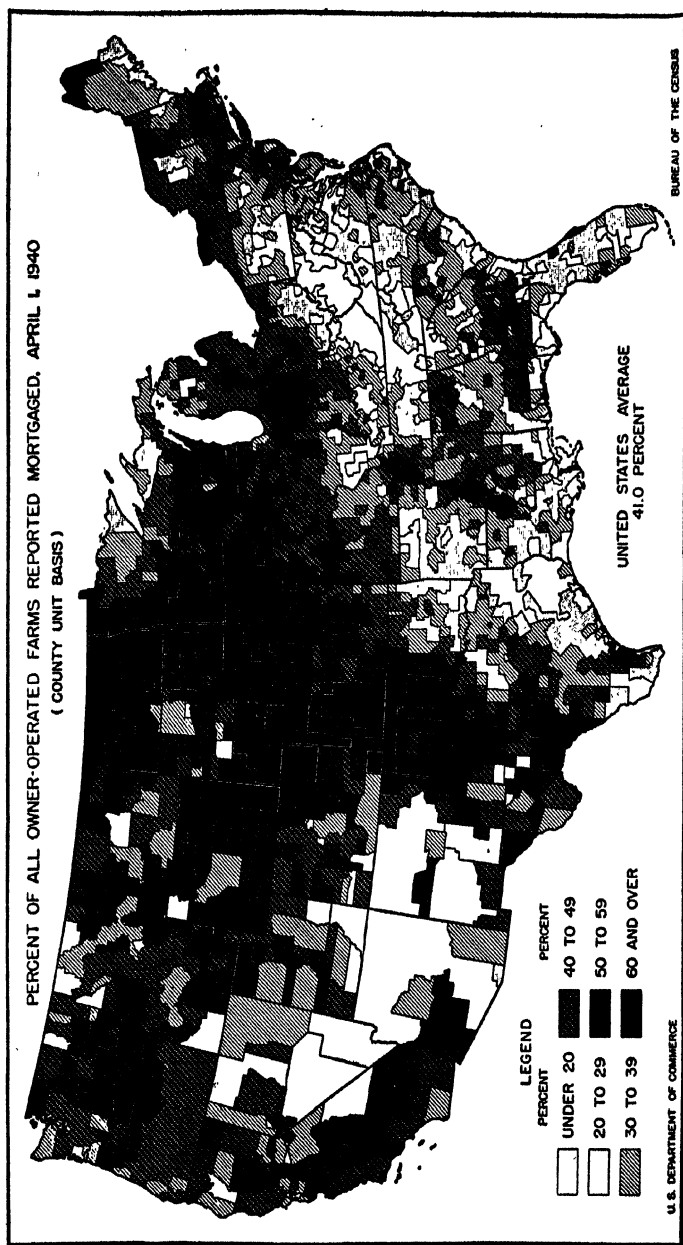 PERCENT OF ALL OWNER-OPERATED FARMS REPORTED MORTGAGED, APRIL 1, 1940
( COUNTY UNIT BASIS )
UNITED STATES AVERAGE
41.0 PERCENT
LEGEND
PERCENT PERCENT
UNDER 20 40 TO 49
20 TO 29 50 TO 59
30 TO 39 60 AND OVER
U. S. DEPARTMENT OF COMMERCE BUREAU OF THE CENSUS